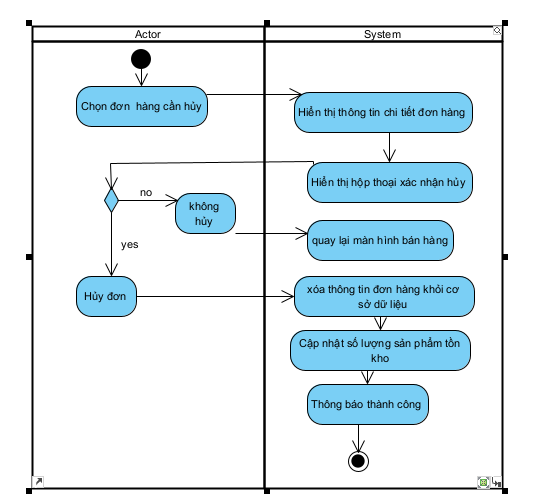 Actor
System
Chọn đơn hàng cần hủy
Hiển thị thông tin chi tiết đơn hàng
Hiển thị hộp thoại xác nhận hủy
no
không
hủy
quay lại màn hình bán hàng
yes
Hủy đơn
xóa thông tin đơn hàng khỏi cơ
sở dữ liệu
Cập nhật số lượng sản phẩm tồn
kho
Thông báo thành công